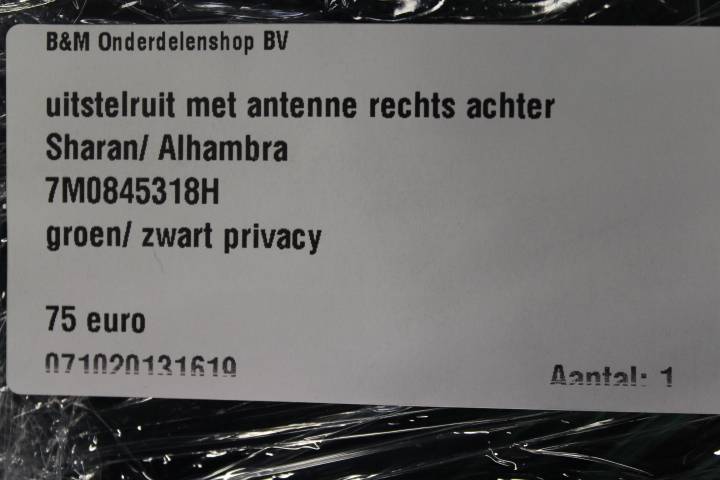 B&M Onderdelenshop BV
uitstelruit met antenne rechts achter
Sharan/ Alhambra
7M0845318H
groen/ zwart privacy
75 euro
071020131619
Aantal: 1